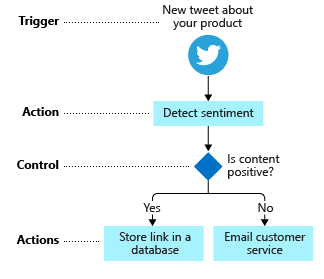 Trigger
New tweet about
your product
Action
Detect sentiment
Control
Is content
positive?
Yes
No
Actions
Store link in a
database
Email customer
service